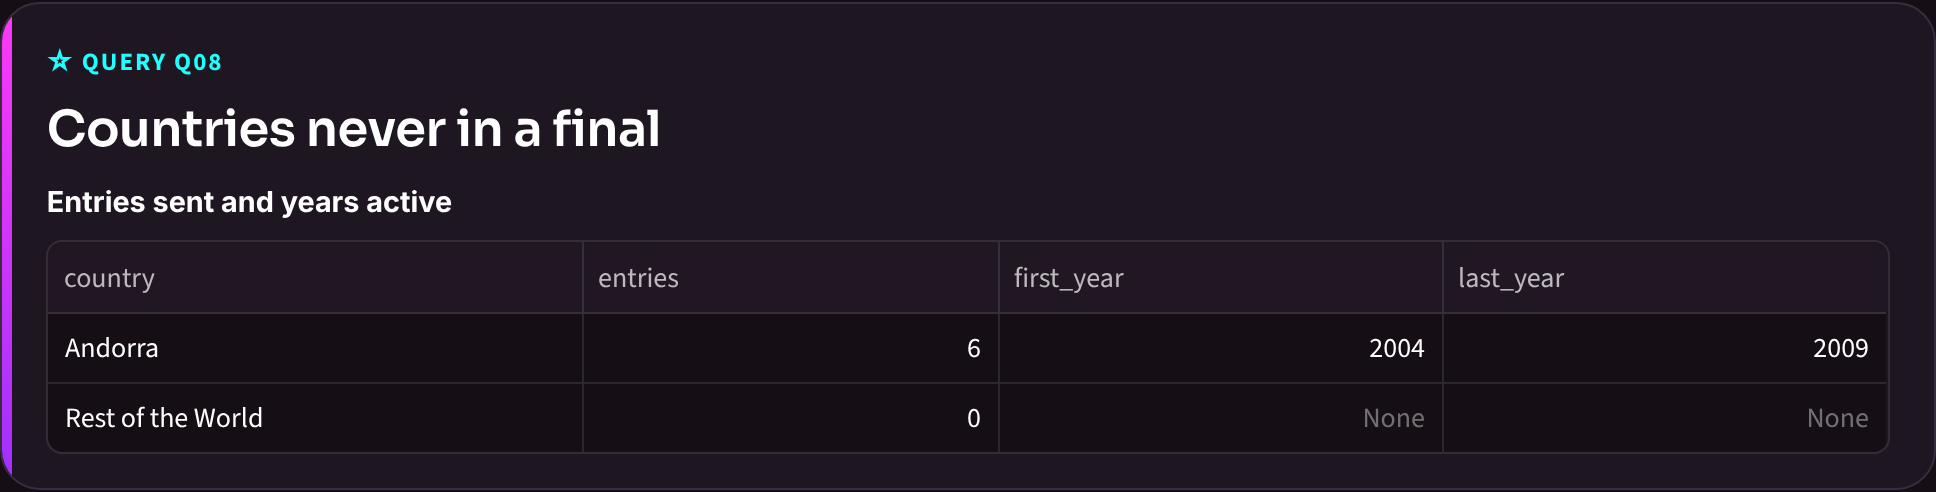 ☆ QUERY Q08
Countries never in a final
Entries sent and years active
country entries first_year last_year
Andorra 6 2004 2009
Rest of the World 0 None None